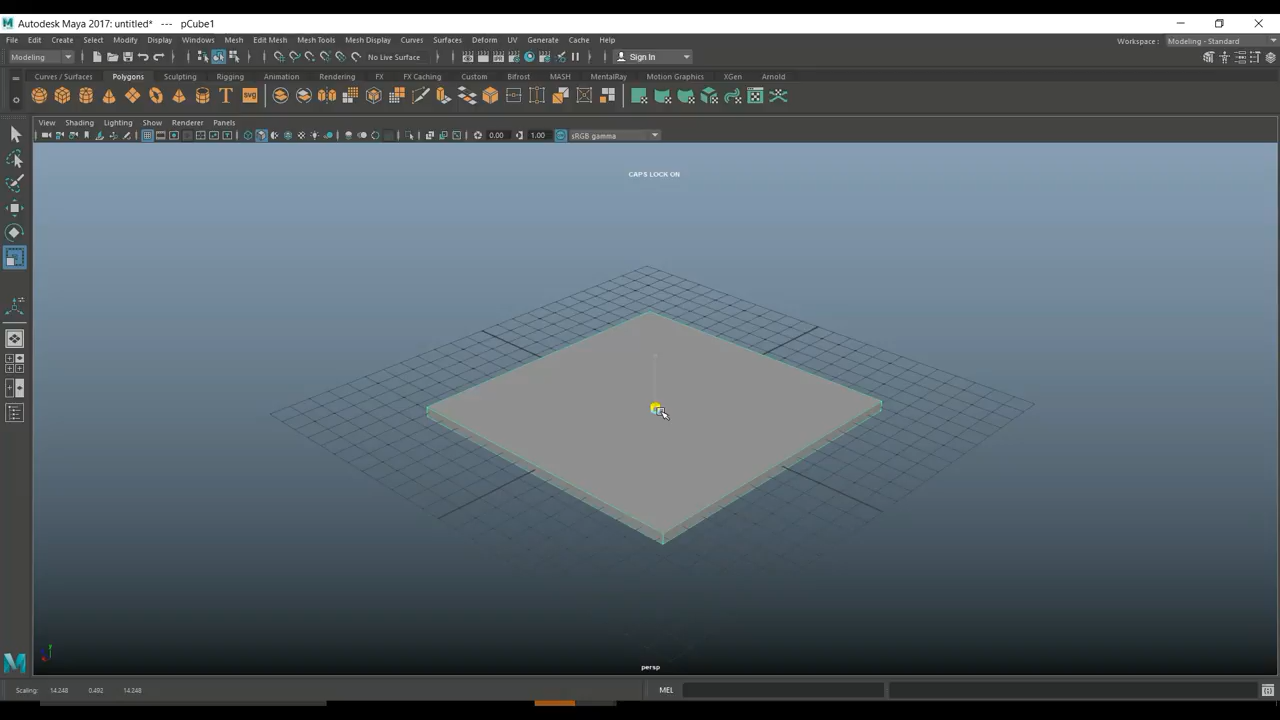 Autodesk Maya 2017: untitled* --- pCube1
File Edit Create Select Modify Display Windows Mesh Edit Mesh Mesh Tools Mesh Display Curves Surfaces Deform UV Generate Cache Help
Workspace : Modeling - Standard
Modeling No Live Surface Sign In
Curves / Surfaces Polygons Sculpting Rigging Animation Rendering FX FX Caching Custom Bifrost MASH MentalRay Motion Graphics XGen Arnold
T SVG
View Shading Lighting Show Renderer Panels
0.00 1.00 sRGB gamma
CAPS LOCK ON
persp
Scaling: 14.248 0.492 14.248 MEL